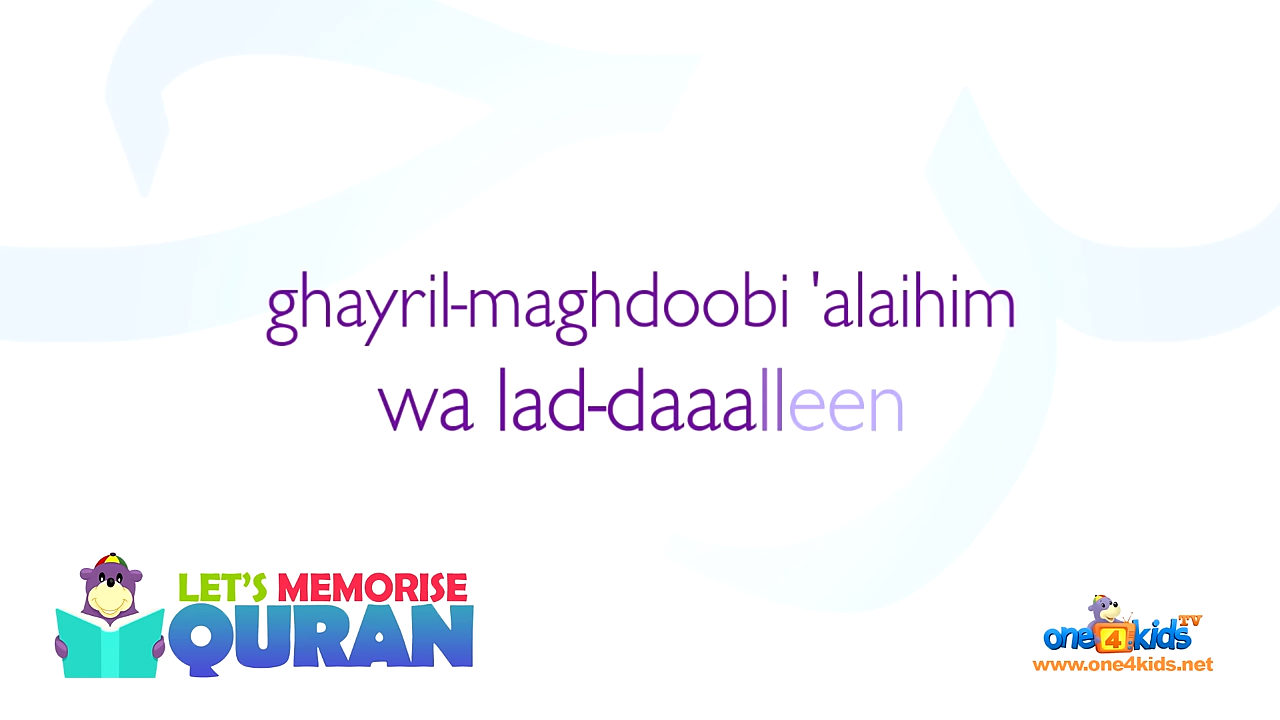 ghayril-maghdoobi 'alaihim
wa lad-daaalleen
LET'S MEMORISE
QURAN
one4kids TV
www.one4kids.net